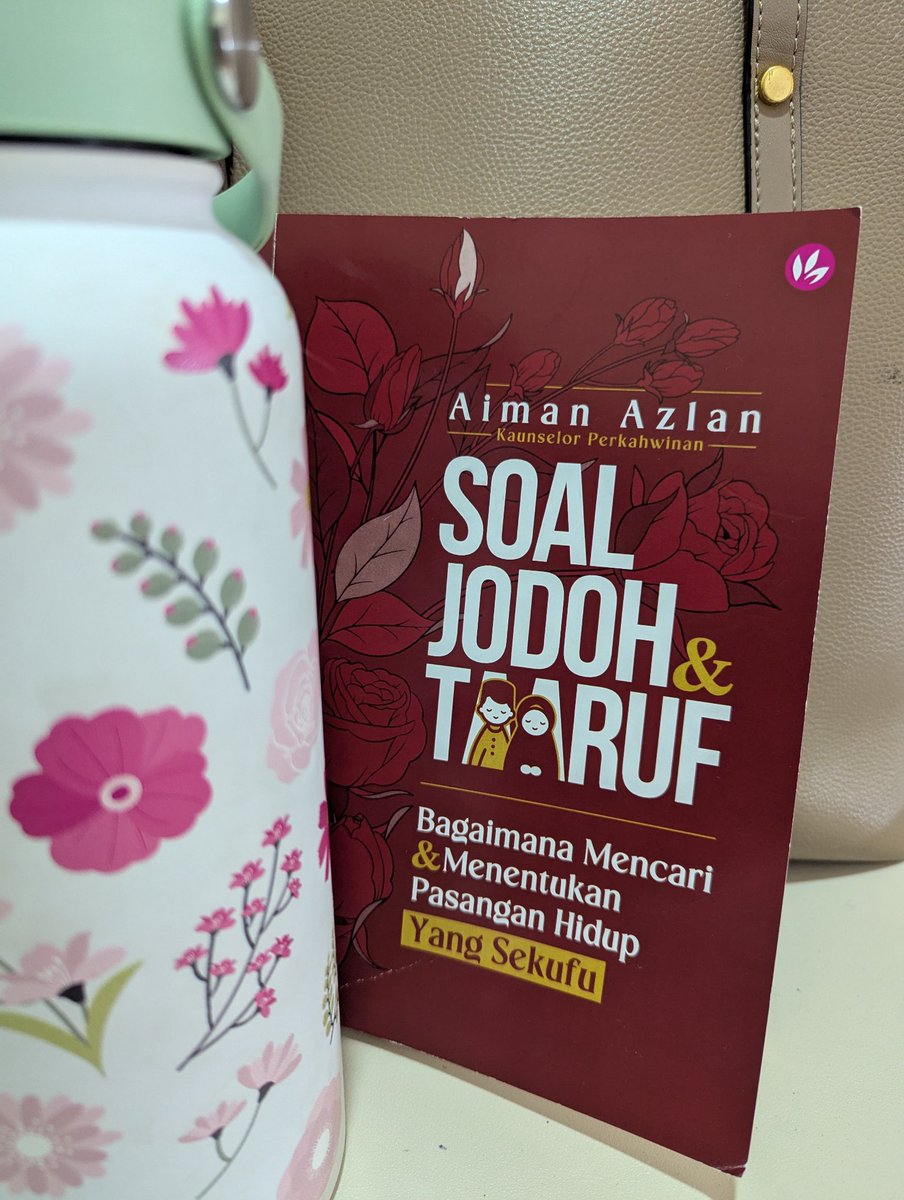 Aiman Azlan
Kaunselor Perkahwinan
SOAL
JODOH &
TAARUF
Bagaimana Mencari
& Menentukan
Pasangan Hidup
Yang Sekufu